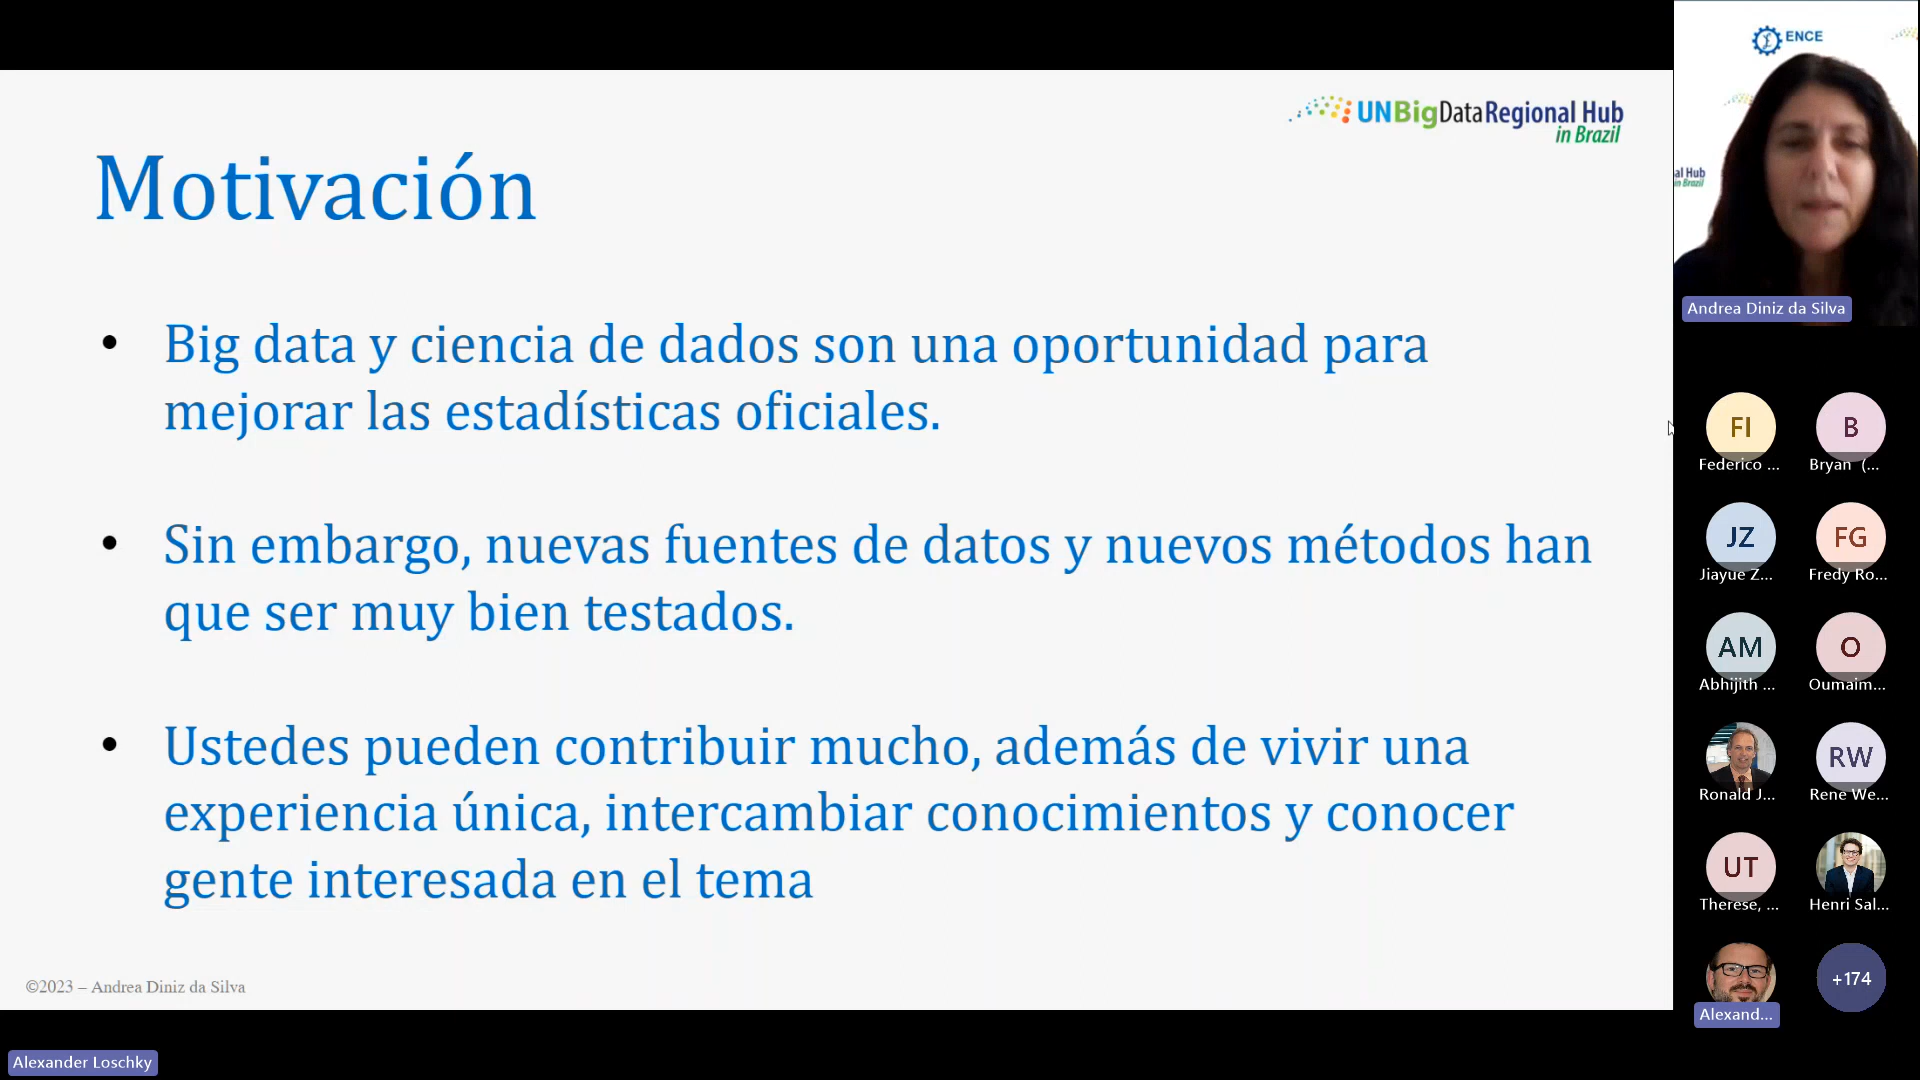 UNBigDataRegional Hub
in Brazil
Motivación
• Big data y ciencia de dados son una oportunidad para
mejorar las estadísticas oficiales.
• Sin embargo, nuevas fuentes de datos y nuevos métodos han
que ser muy bien testados.
• Ustedes pueden contribuir mucho, además de vivir una
experiencia única, intercambiar conocimientos y conocer
gente interesada en el tema
©2023 – Andrea Diniz da Silva
Alexander Loschky
ENCE
al Hub
in Brazil
Andrea Diniz da Silva
FI
Federico ...
B
Bryan (...
JZ
Jiayue Z...
FG
Fredy Ro...
AM
Abhijith ...
O
Oumaim...
Ronald J...
RW
Rene We...
UT
Therese, ...
Henri Sal...
Alexand...
+174